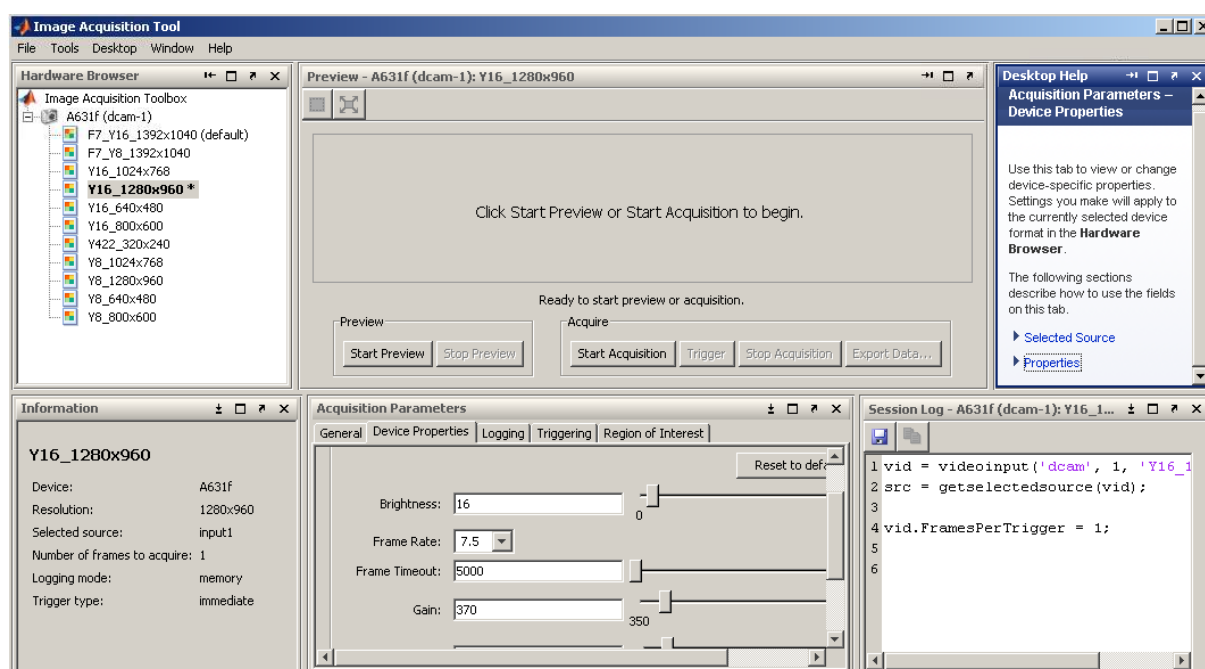 Image Acquisition Tool
File Tools Desktop Window Help
Hardware Browser
Image Acquisition Toolbox
A631f (dcam-1)
F7_Y16_1392x1040 (default)
F7_Y8_1392x1040
Y16_1024x768
Y16_1280x960 *
Y16_640x480
Y16_800x600
Y422_320x240
Y8_1024x768
Y8_1280x960
Y8_640x480
Y8_800x600
Preview - A631f (dcam-1): Y16_1280x960
Click Start Preview or Start Acquisition to begin.
Ready to start preview or acquisition.
Preview
Start Preview Stop Preview
Acquire
Start Acquisition Trigger Stop Acquisition Export Data...
Desktop Help
Acquisition Parameters –
Device Properties
Use this tab to view or change
device-specific properties.
Settings you make will apply to
the currently selected device
format in the Hardware
Browser.
The following sections
describe how to use the fields
on this tab.
Selected Source
Properties
Information
Y16_1280x960
Device: A631f
Resolution: 1280x960
Selected source: input1
Number of frames to acquire: 1
Logging mode: memory
Trigger type: immediate
Acquisition Parameters
General Device Properties Logging Triggering Region of Interest
Reset to defa
Brightness: 16
0
Frame Rate: 7.5
Frame Timeout: 5000
Gain: 370
350
Session Log - A631f (dcam-1): Y16_1...
1 vid = videoinput('dcam', 1, 'Y16_1
2 src = getselectedsource(vid);
3
4 vid.FramesPerTrigger = 1;
5
6